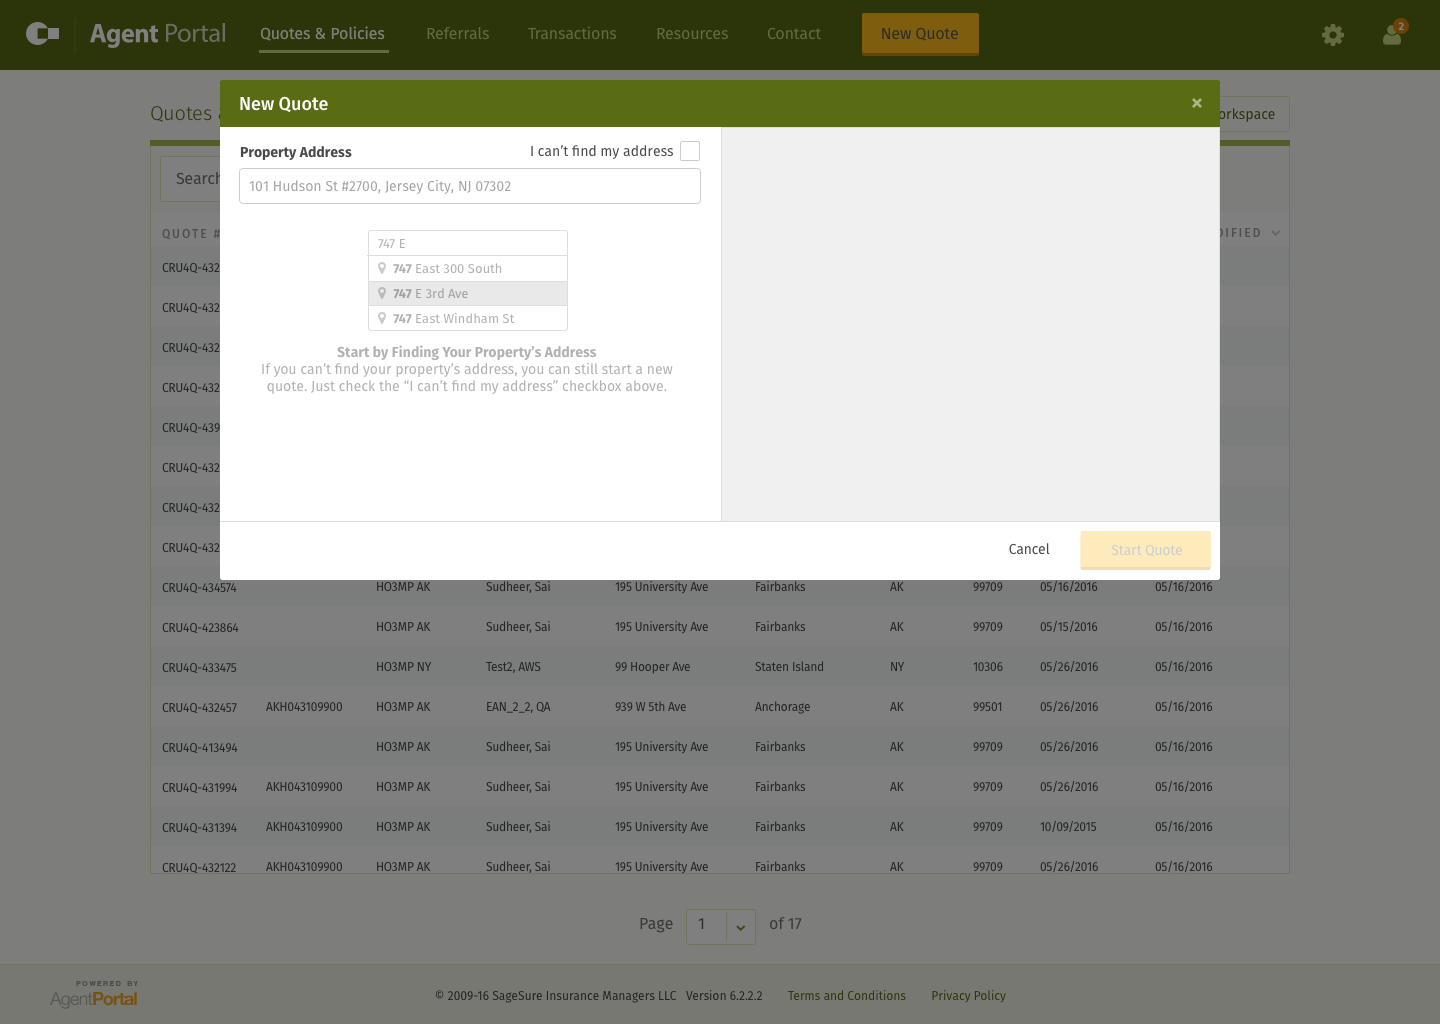 Agent Portal
Quotes & Policies
Referrals
Transactions
Resources
Contact
New Quote
2
Quotes &
orkspace
New Quote
×
Property Address
I can't find my address
101 Hudson St #2700, Jersey City, NJ 07302
747 E
747 East 300 South
747 E 3rd Ave
747 East Windham St
Start by Finding Your Property's Address
If you can't find your property's address, you can still start a new
quote. Just check the “I can't find my address” checkbox above.
Cancel
Start Quote
Search
QUOTE #
DIFIED
CRU4Q-432
CRU4Q-432
CRU4Q-432
CRU4Q-432
CRU4Q-439
CRU4Q-432
CRU4Q-432
CRU4Q-432
CRU4Q-434574 HO3MP AK Sudheer, Sai 195 University Ave Fairbanks AK 99709 05/16/2016 05/16/2016
CRU4Q-423864 HO3MP AK Sudheer, Sai 195 University Ave Fairbanks AK 99709 05/15/2016 05/16/2016
CRU4Q-433475 HO3MP NY Test2, AWS 99 Hooper Ave Staten Island NY 10306 05/26/2016 05/16/2016
CRU4Q-432457 AKH043109900 HO3MP AK EAN_2_2, QA 939 W 5th Ave Anchorage AK 99501 05/26/2016 05/16/2016
CRU4Q-413494 HO3MP AK Sudheer, Sai 195 University Ave Fairbanks AK 99709 05/26/2016 05/16/2016
CRU4Q-431994 AKH043109900 HO3MP AK Sudheer, Sai 195 University Ave Fairbanks AK 99709 05/26/2016 05/16/2016
CRU4Q-431394 AKH043109900 HO3MP AK Sudheer, Sai 195 University Ave Fairbanks AK 99709 10/09/2015 05/16/2016
CRU4Q-432122 AKH043109900 HO3MP AK Sudheer, Sai 195 University Ave Fairbanks AK 99709 05/26/2016 05/16/2016
Page 1 of 17
POWERED BY
AgentPortal
© 2009-16 SageSure Insurance Managers LLC Version 6.2.2.2 Terms and Conditions Privacy Policy